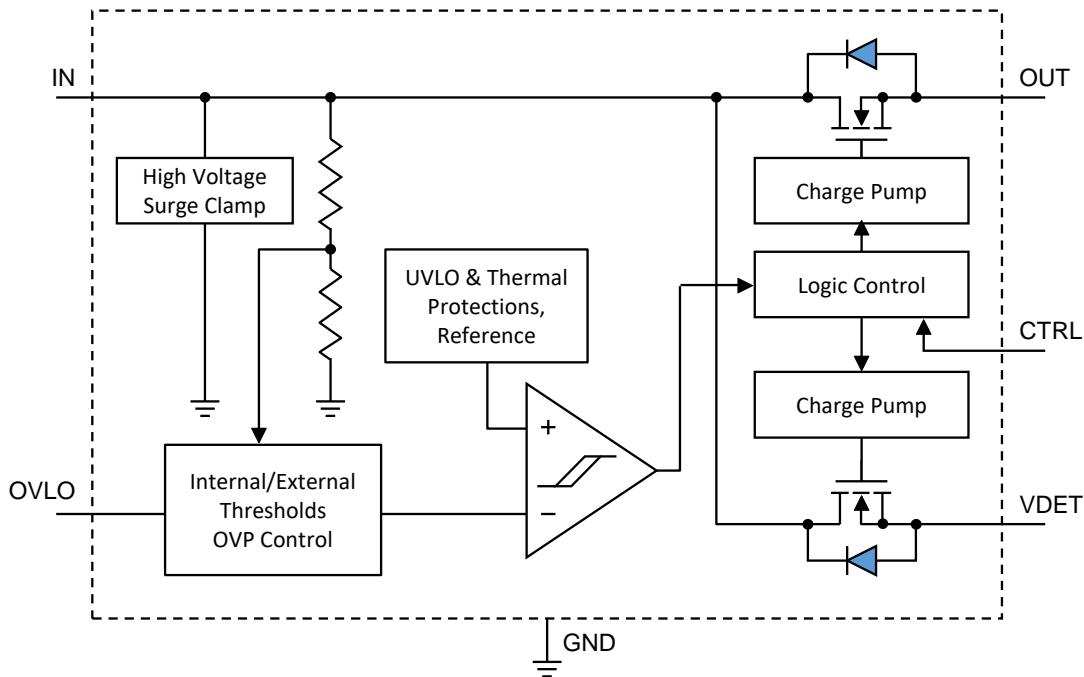 IN
OUT
High Voltage
Surge Clamp
Charge Pump
UVLO & Thermal
Protections,
Reference
Logic Control
CTRL
Charge Pump
+
Internal/External
Thresholds
OVP Control
OVLO
−
VDET
GND